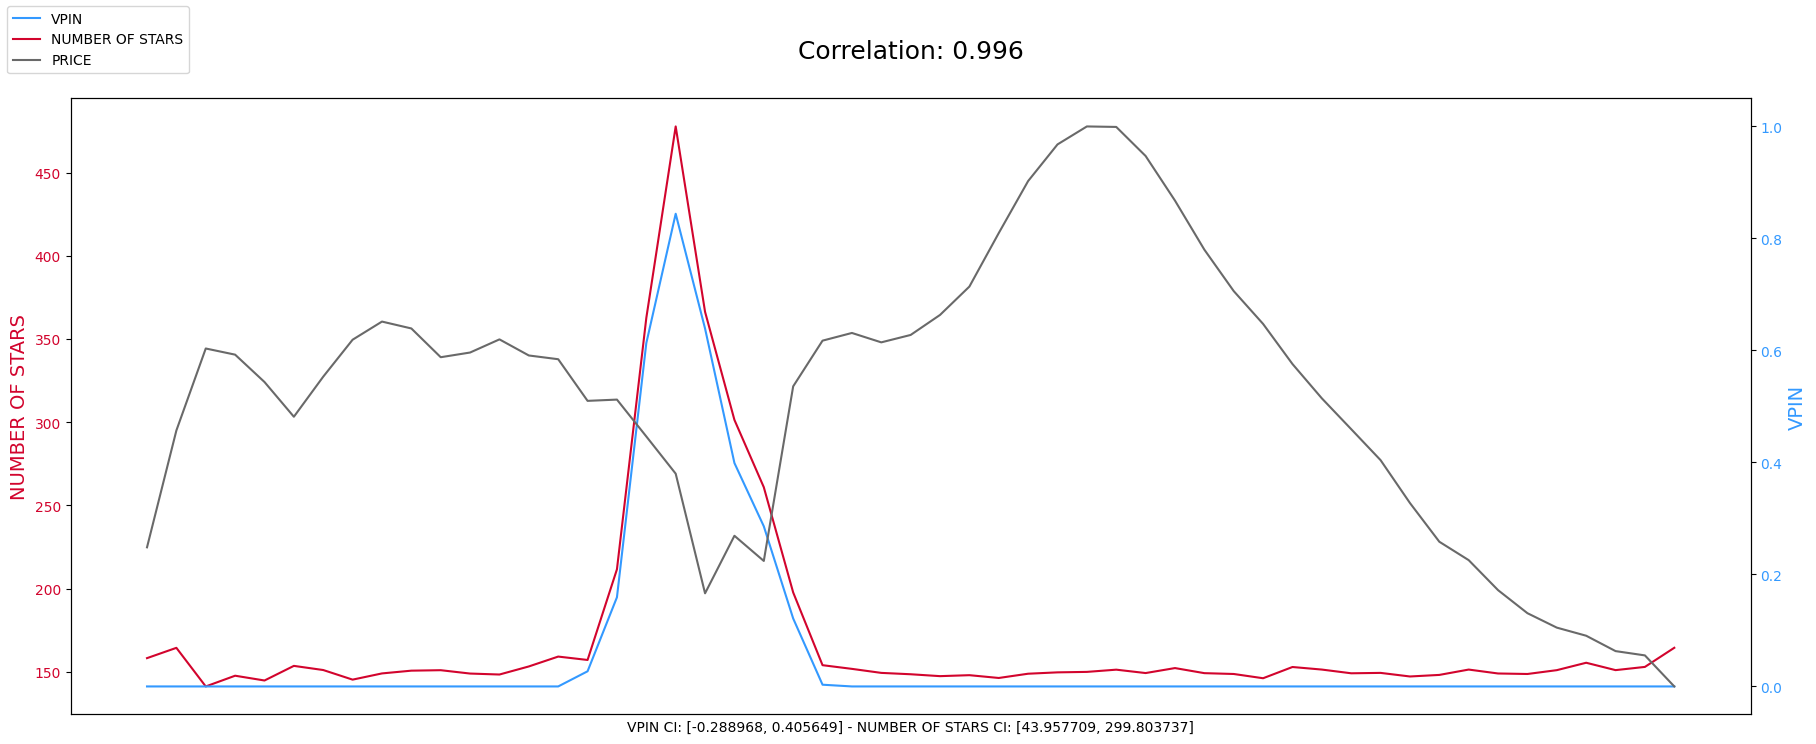 VPIN
NUMBER OF STARS
PRICE
Correlation: 0.996
450
400
350
300
250
200
150
NUMBER OF STARS
1.0
0.8
0.6
0.4
0.2
0.0
VPIN
VPIN CI: [-0.288968, 0.405649] - NUMBER OF STARS CI: [43.957709, 299.803737]